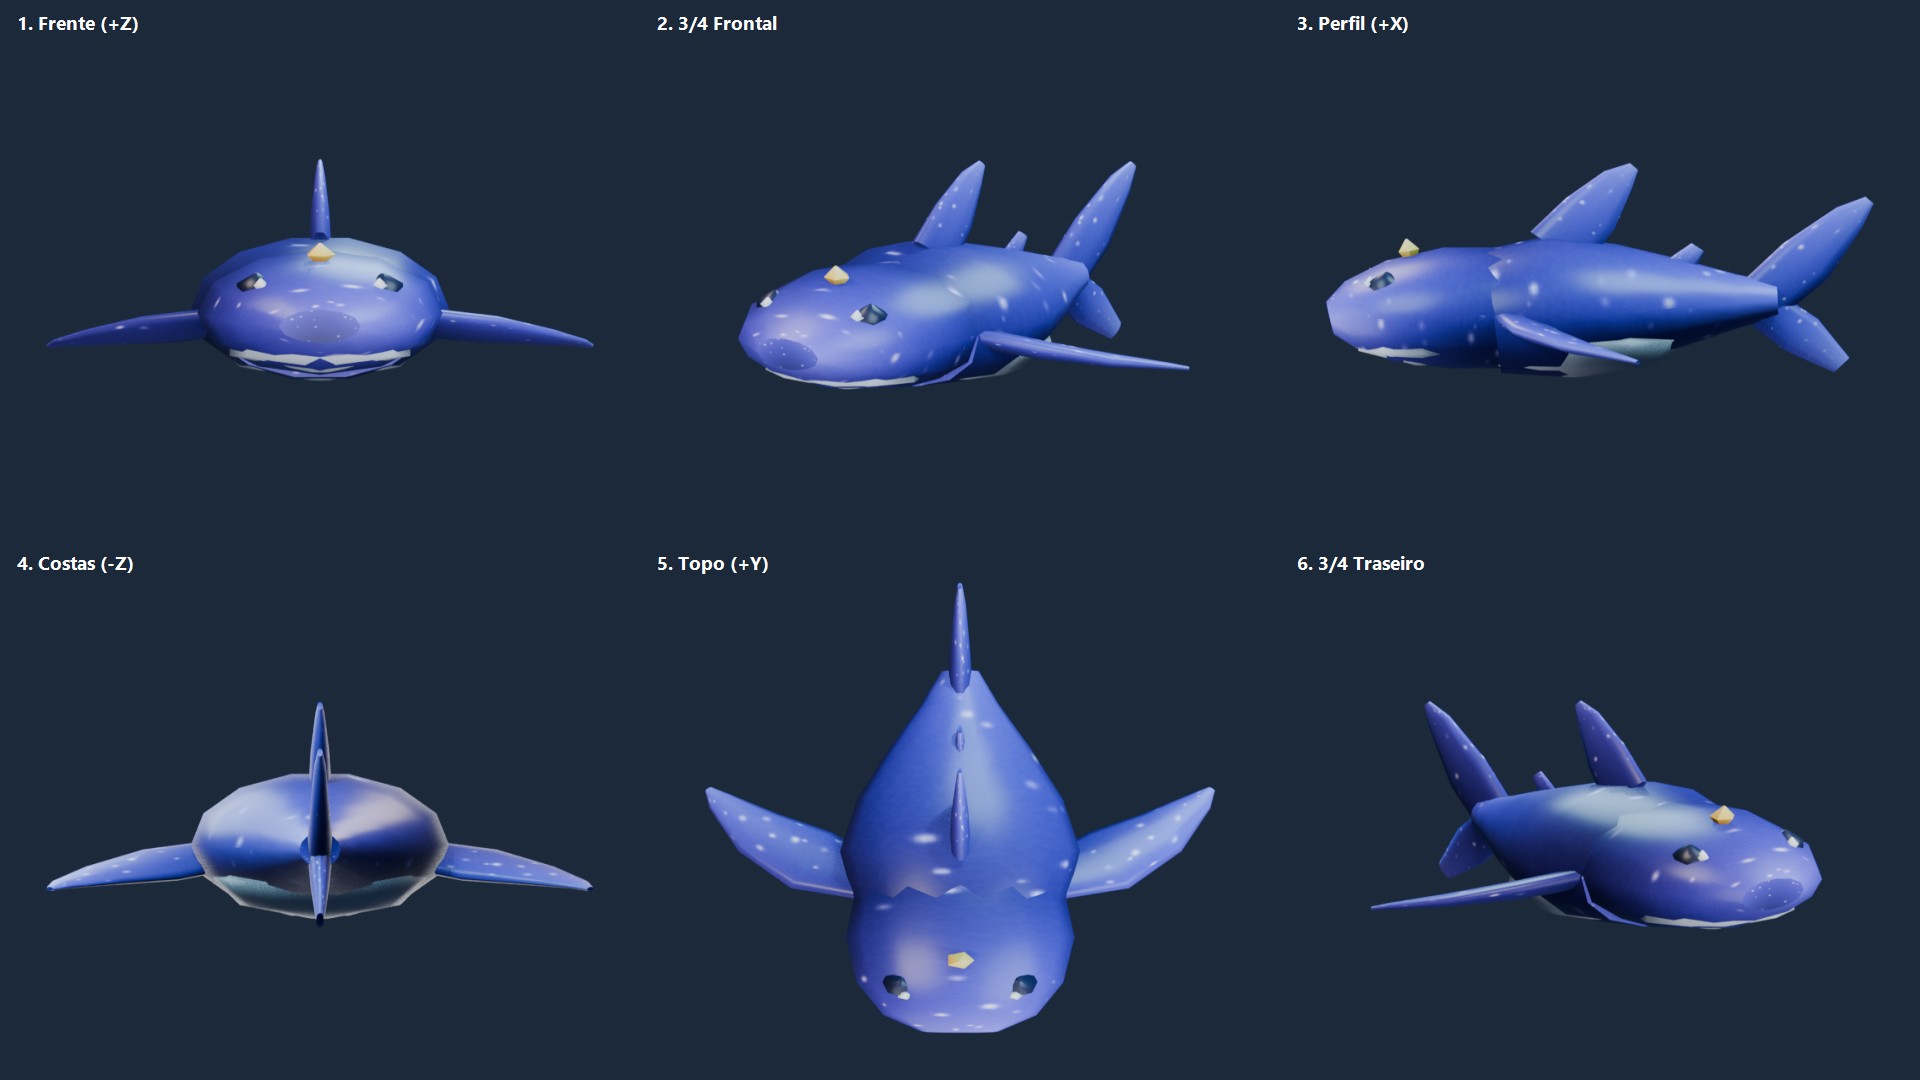 1. Frente (+Z)
2. 3/4 Frontal
3. Perfil (+X)
4. Costas (-Z)
5. Topo (+Y)
6. 3/4 Traseiro